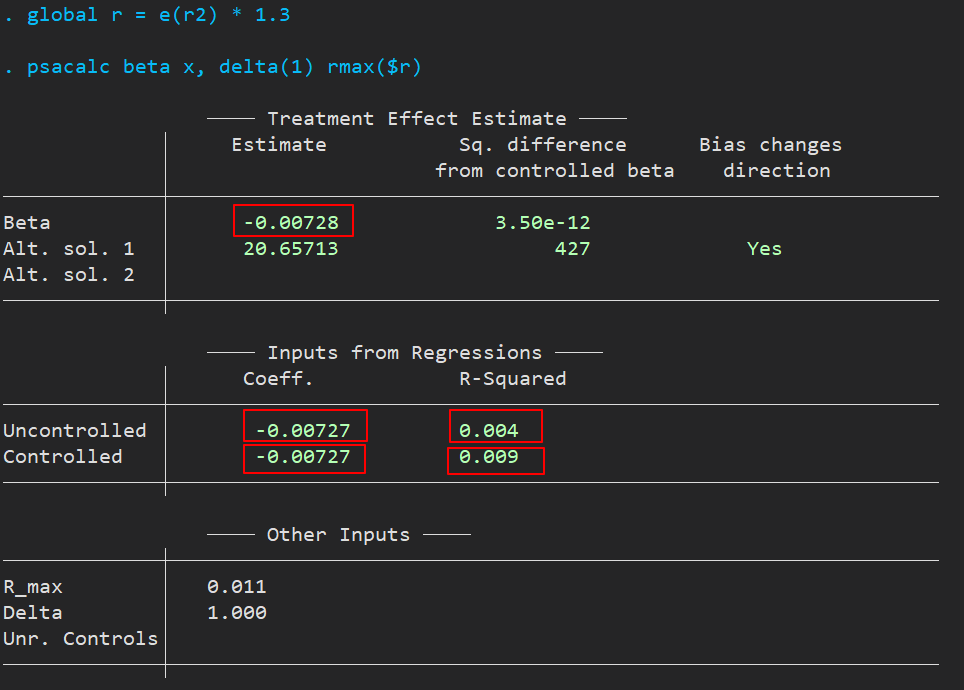 . global r = e(r2) * 1.3
. psacalc beta x, delta(1) rmax($r)
Treatment Effect Estimate
Estimate Sq. difference Bias changes
from controlled beta direction
Beta -0.00728 3.50e-12
Alt. sol. 1 20.65713 427 Yes
Alt. sol. 2
Inputs from Regressions
Coeff. R-Squared
Uncontrolled -0.00727 0.004
Controlled -0.00727 0.009
Other Inputs
R_max 0.011
Delta 1.000
Unr. Controls